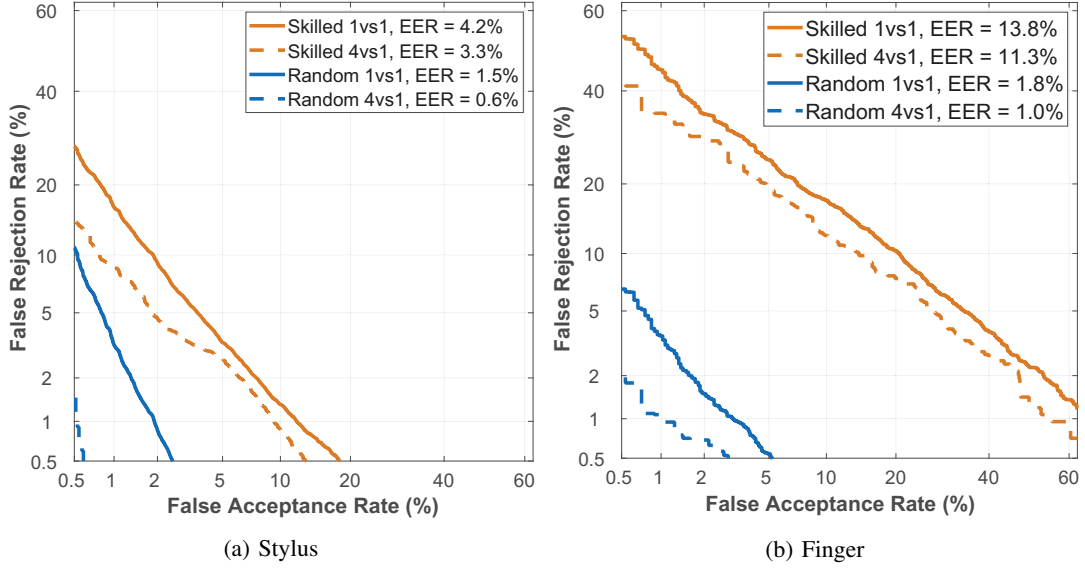 60
40
20
10
5
2
1
0.5
False Rejection Rate (%)
Skilled 1vs1, EER = 4.2%
Skilled 4vs1, EER = 3.3%
Random 1vs1, EER = 1.5%
Random 4vs1, EER = 0.6%
0.5 1 2 5 10 20 40 60
False Acceptance Rate (%)
(a) Stylus
60
40
20
10
5
2
1
0.5
False Rejection Rate (%)
Skilled 1vs1, EER = 13.8%
Skilled 4vs1, EER = 11.3%
Random 1vs1, EER = 1.8%
Random 4vs1, EER = 1.0%
0.5 1 2 5 10 20 40 60
False Acceptance Rate (%)
(b) Finger